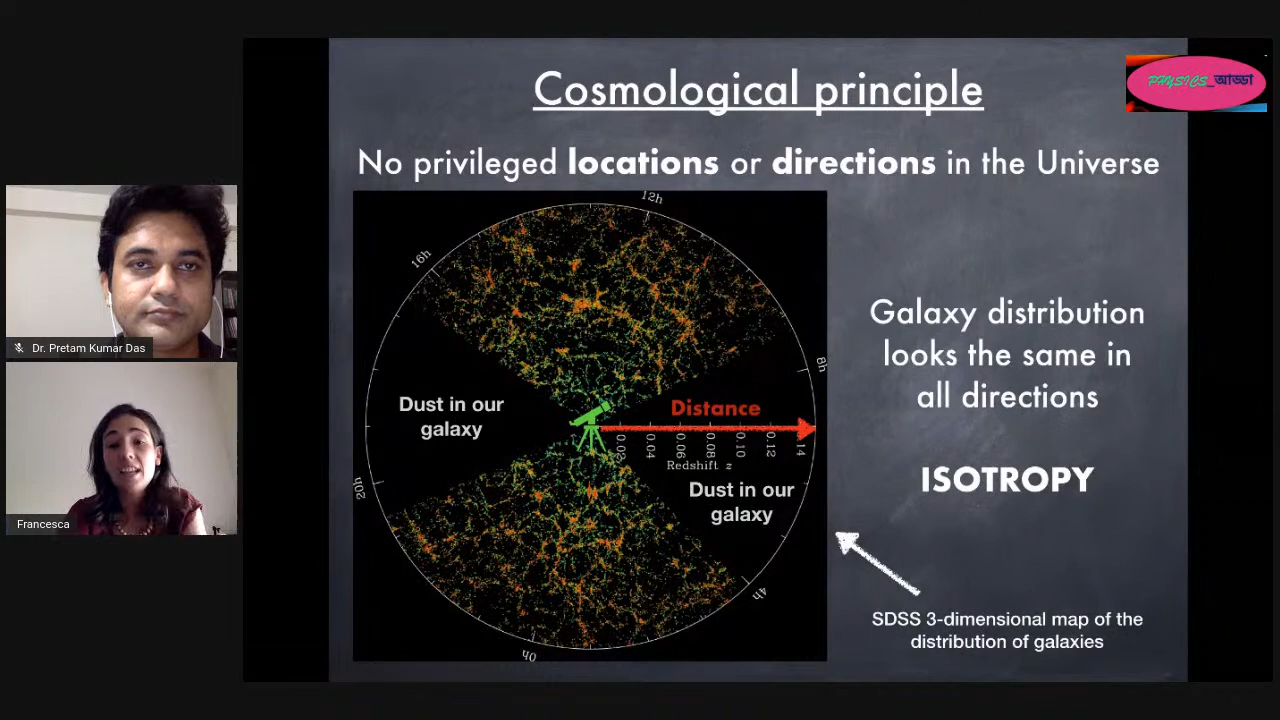 Cosmological principle
PHYSICS_আড্ডা
No privileged locations or directions in the Universe
12h
16h
8h
Dust in our
galaxy
Distance
0.02 0.04 0.06 0.08 0.10 0.12 0.14
Redshift z
Dust in our
galaxy
20h
4h
0h
Galaxy distribution
looks the same in
all directions
ISOTROPY
SDSS 3-dimensional map of the
distribution of galaxies
Dr. Pretam Kumar Das
Francesca